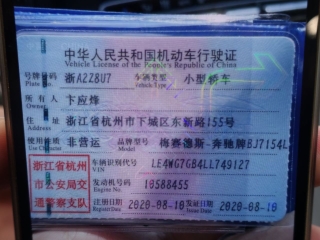 中华人民共和国机动车行驶证
Vehicle License of the People's Republic of China
号牌号码 浙A2Z8U7 车辆类型 小型轿车
Plate No. Vehicle Type
所有人 卞应烽
Owner
住址 浙江省杭州市下城区东新路155号
Address
使用性质 非营运 品牌型号 梅赛德斯-奔驰牌BJ7154L
Use Character Model
浙江省杭州市公安局交通警察支队
车辆识别代号 LE4WG7GB4LL749127
VIN
发动机号码 10588455
Engine No.
注册日期 2020-08-10 发证日期 2020-08-10
Register Date Issue Date